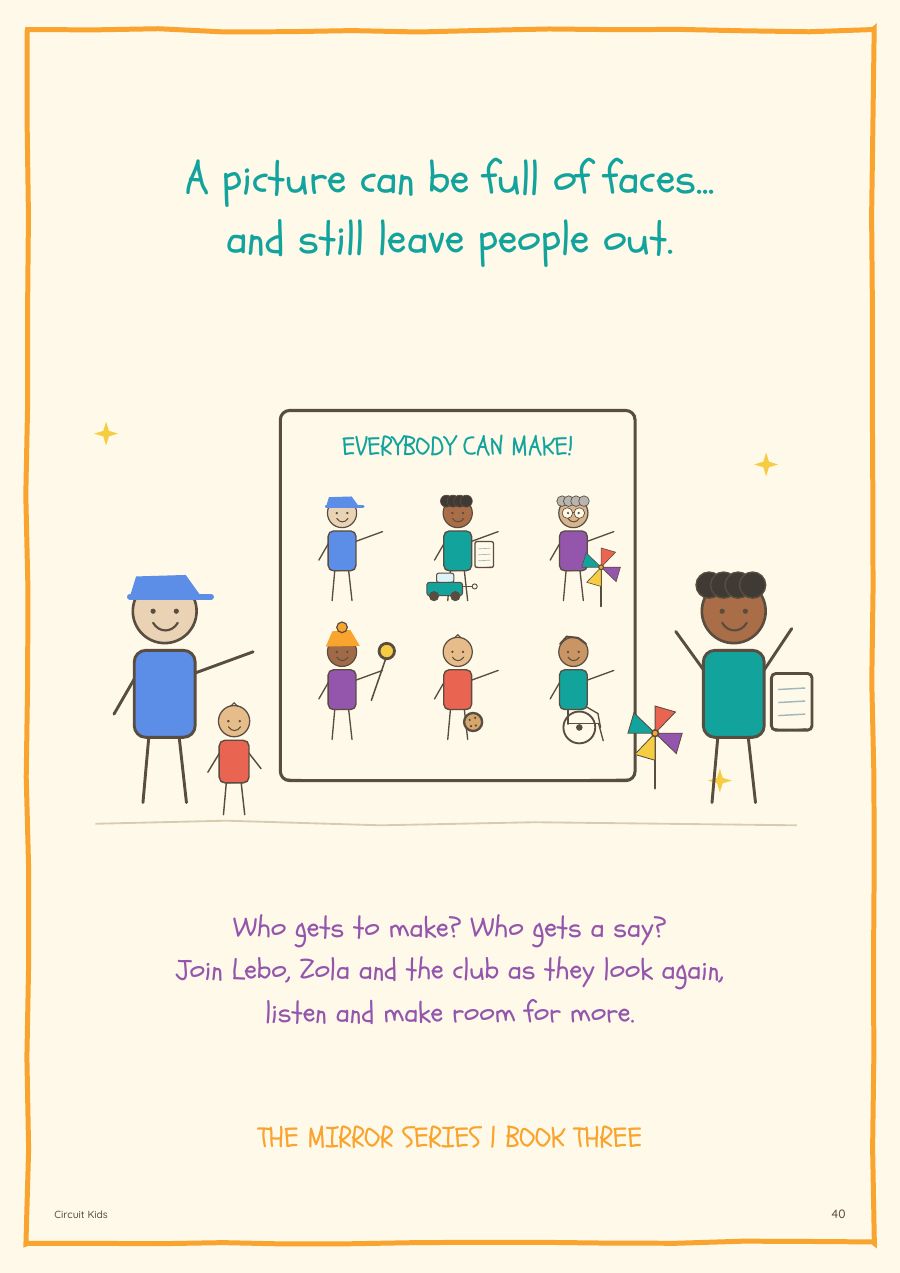 A picture can be full of faces...
and still leave people out.
EVERYBODY CAN MAKE!
Who gets to make? Who gets a say?
Join Lebo, Zola and the club as they look again,
listen and make room for more.
THE MIRROR SERIES | BOOK THREE
Circuit Kids
40